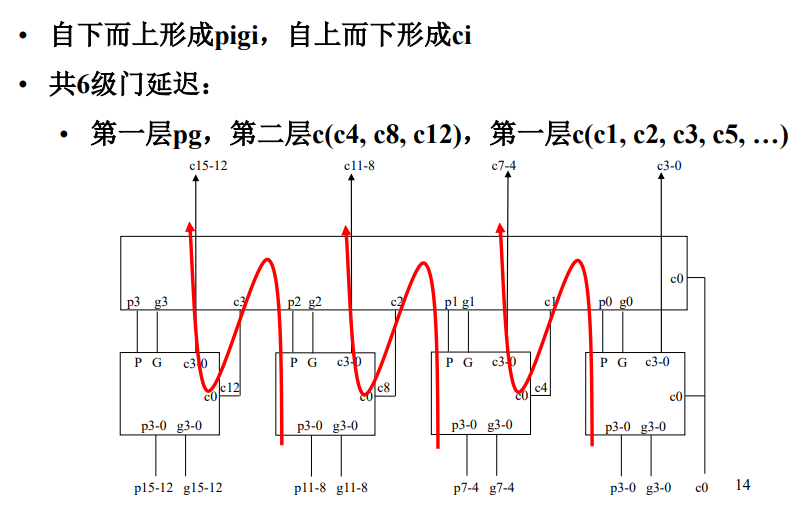 • 自下而上形成pigi，自上而下形成ci
• 共6级门延迟：
• 第一层pg，第二层c(c4, c8, c12)，第一层c(c1, c2, c3, c5, …)
c15-12 c11-8 c7-4 c3-0
c0
p3 g3 c3 p2 g2 c2 p1 g1 c1 p0 g0
P G c3-0 P G c3-0 P G c3-0 P G c3-0
c0 c12 c0 c8 c0 c4 c0
p3-0 g3-0 p3-0 g3-0 p3-0 g3-0 p3-0 g3-0
p15-12 g15-12 p11-8 g11-8 p7-4 g7-4 p3-0 g3-0 c0 14